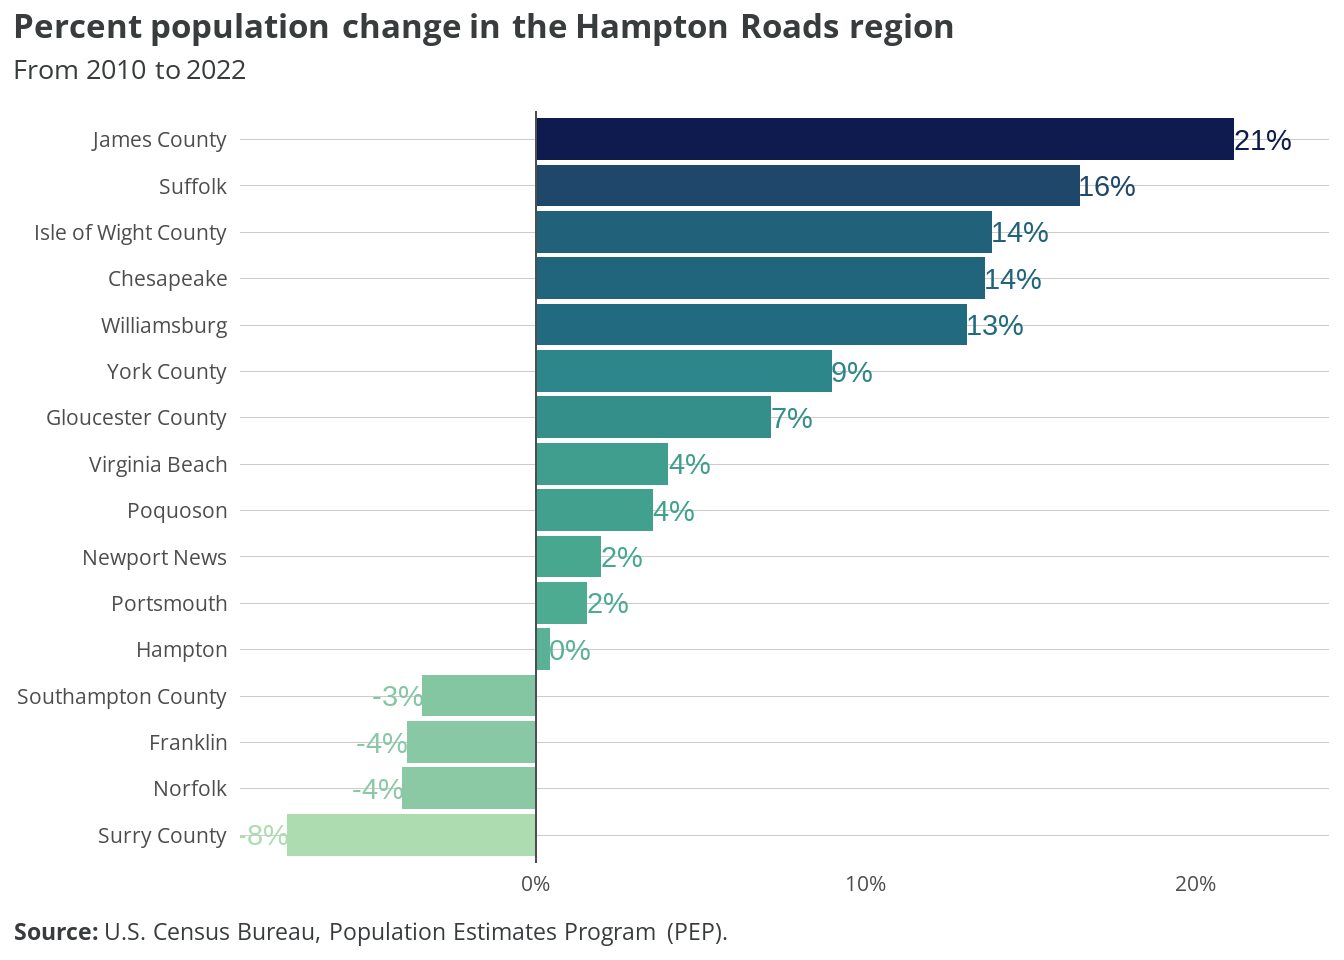 Percent population change in the Hampton Roads region
From 2010 to 2022
James County 21%
Suffolk 16%
Isle of Wight County 14%
Chesapeake 14%
Williamsburg 13%
York County 9%
Gloucester County 7%
Virginia Beach 4%
Poquoson 4%
Newport News 2%
Portsmouth 2%
Hampton 0%
Southampton County -3%
Franklin -4%
Norfolk -4%
Surry County -8%
0% 10% 20%
Source: U.S. Census Bureau, Population Estimates Program (PEP).